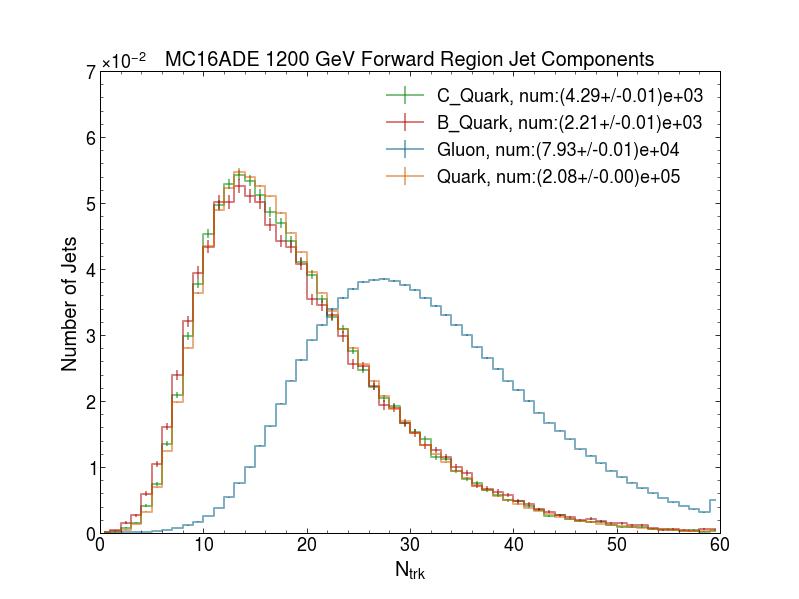 ×10⁻² MC16ADE 1200 GeV Forward Region Jet Components
C_Quark, num:(4.29+/-0.01)e+03
B_Quark, num:(2.21+/-0.01)e+03
Gluon, num:(7.93+/-0.01)e+04
Quark, num:(2.08+/-0.00)e+05
Number of Jets
7
6
5
4
3
2
1
0
0 10 20 30 40 50 60
N_trk